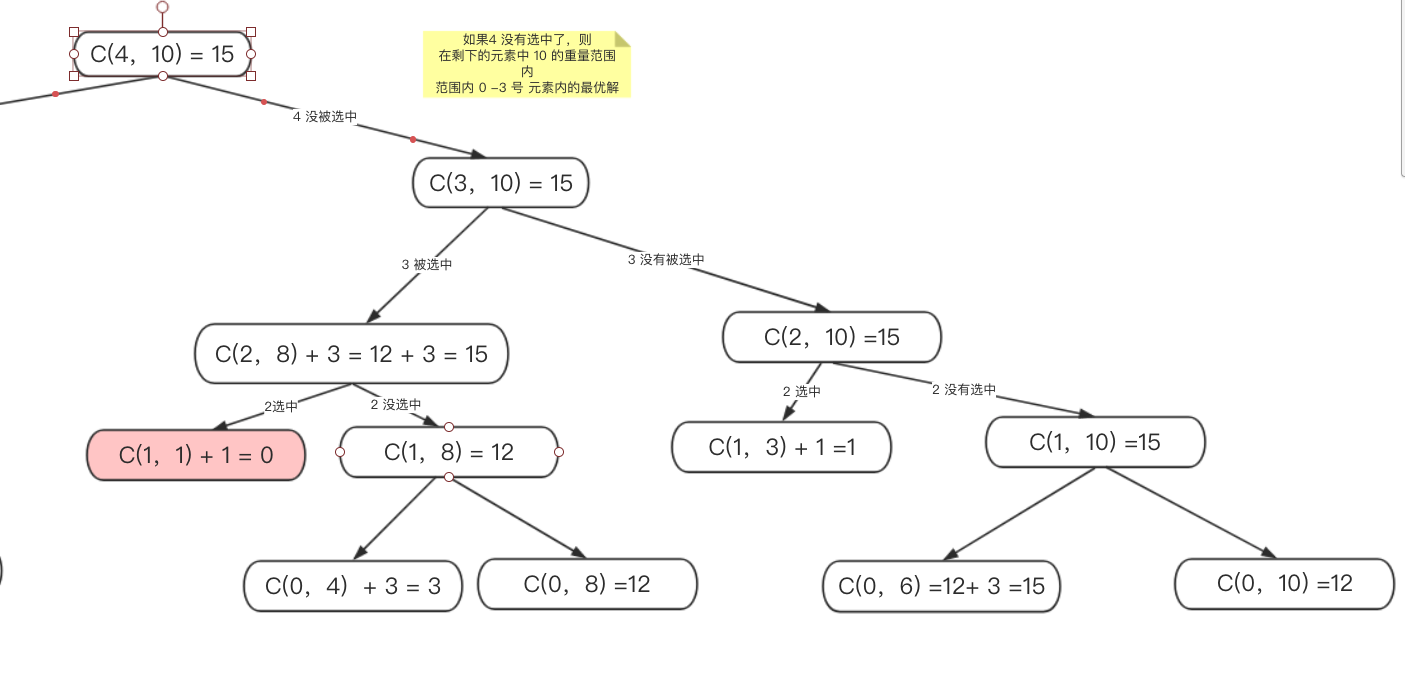 C(4，10) = 15
如果4 没有选中了，则
在剩下的元素中 10 的重量范围
内
范围内 0 -3 号 元素内的最优解
4 没被选中
C(3，10) = 15
3 被选中
3 没有被选中
C(2，8) + 3 = 12 + 3 = 15
C(2，10) =15
2选中
2 没选中
2 选中
2 没有选中
C(1，1) + 1 = 0
C(1，8) = 12
C(1，3) + 1 =1
C(1，10) =15
C(0，4) + 3 = 3
C(0，8) =12
C(0，6) =12+ 3 =15
C(0，10) =12